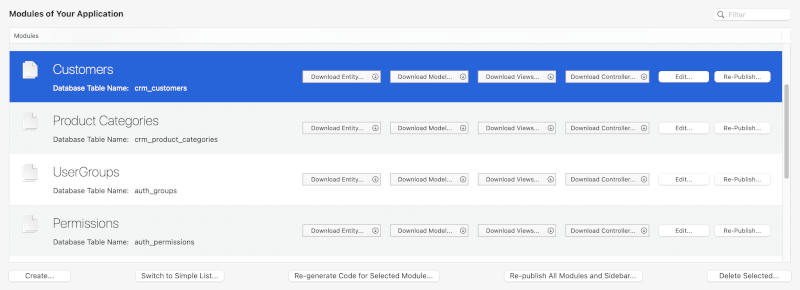 Modules of Your Application
Filter
Modules
Customers
Database Table Name: crm_customers
Download Entity... Download Model... Download Views... Download Controller... Edit... Re-Publish...
Product Categories
Database Table Name: crm_product_categories
Download Entity... Download Model... Download Views... Download Controller... Edit... Re-Publish...
UserGroups
Database Table Name: auth_groups
Download Entity... Download Model... Download Views... Download Controller... Edit... Re-Publish...
Permissions
Database Table Name: auth_permissions
Download Entity... Download Model... Download Views... Download Controller... Edit... Re-Publish...
Create... Switch to Simple List... Re-generate Code for Selected Module... Re-publish All Modules and Sidebar... Delete Selected...